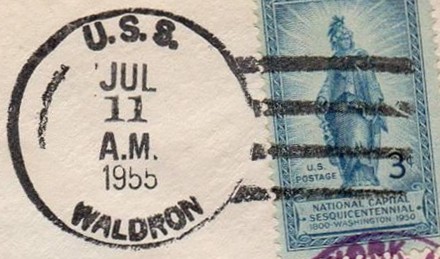 U.S.S.
JUL
11
A.M.
1955
WALDRON
U.S.
POSTAGE
3¢
NATIONAL CAPITAL
SESQUICENTENNIAL
1800-WASHINGTON 1950